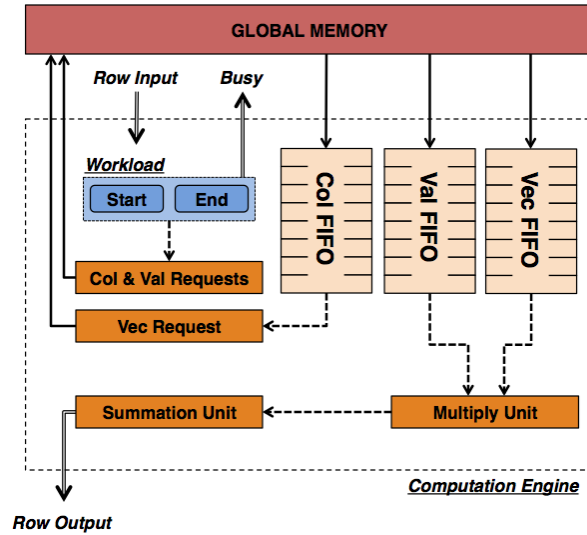 GLOBAL MEMORY
Row Input
Busy
Workload
Start
End
Col FIFO
Val FIFO
Vec FIFO
Col & Val Requests
Vec Request
Summation Unit
Multiply Unit
Computation Engine
Row Output